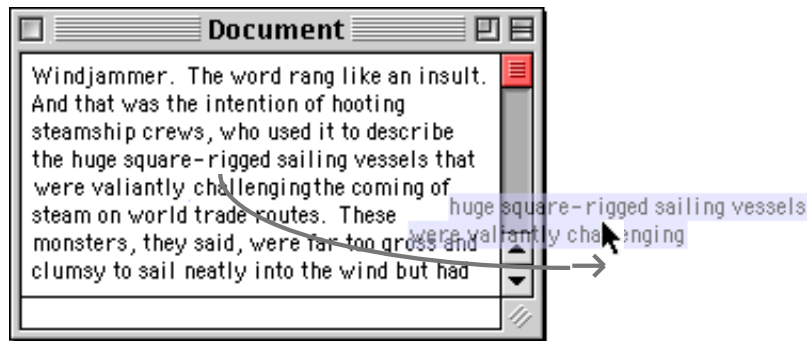 Document
Windjammer. The word rang like an insult.
And that was the intention of hooting
steamship crews, who used it to describe
the huge square-rigged sailing vessels that
were valiantly challengingthe coming of
steam on world trade routes. These
monsters, they said, were far too gross and
clumsy to sail neatly into the wind but had
huge square-rigged sailing vessels
were valiantly challenging